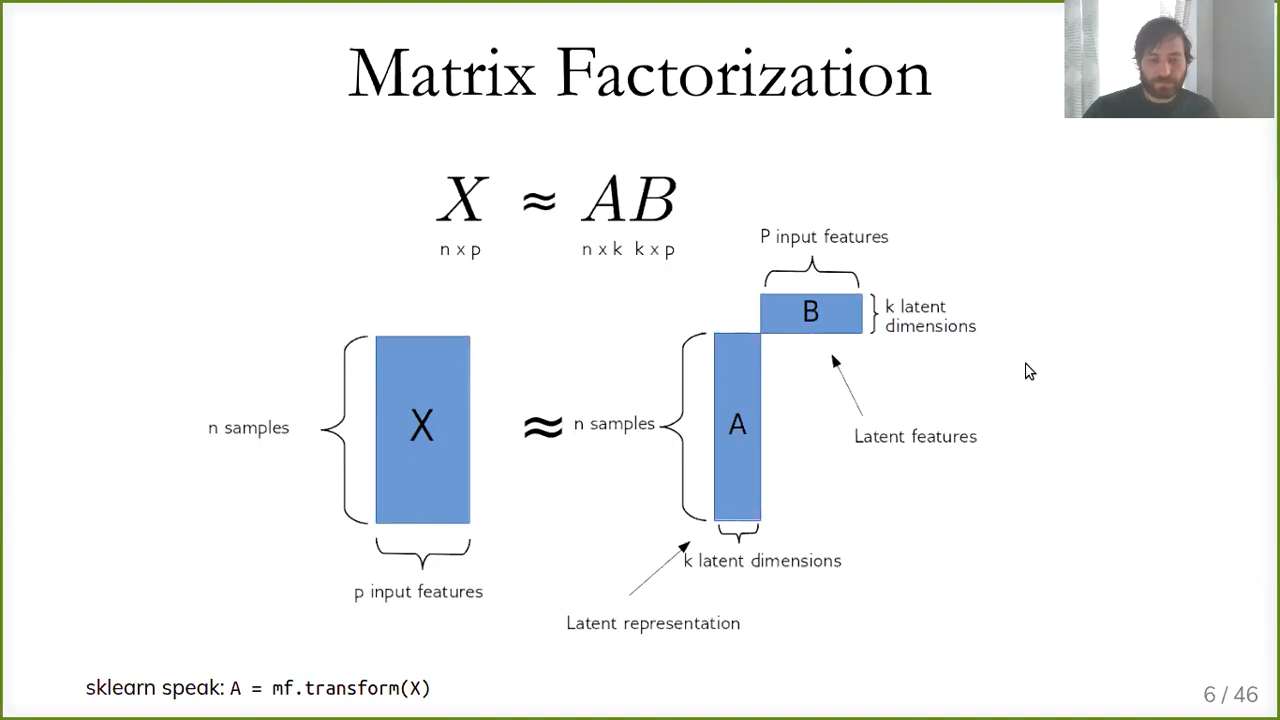 Matrix Factorization
X ≈ AB
n x p n x k k x p
P input features
B
k latent
dimensions
X
≈
n samples
n samples
A
Latent features
p input features
k latent dimensions
Latent representation
sklearn speak: A = mf.transform(X)
6 / 46